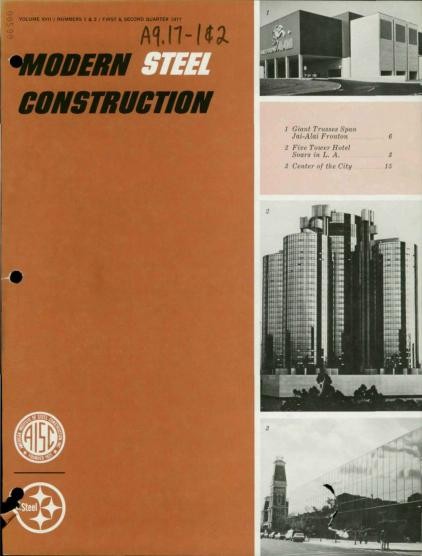 VOLUME XVII / NUMBERS 1 & 2 / FIRST & SECOND QUARTER 1977
A9.17-1&2
MODERN STEEL
CONSTRUCTION
1
1 Giant Trusses Span
Jai-Alai Fronton 6
2 Five Tower Hotel
Soars in L. A. 3
3 Center of the City 15
2
AISC
Steel